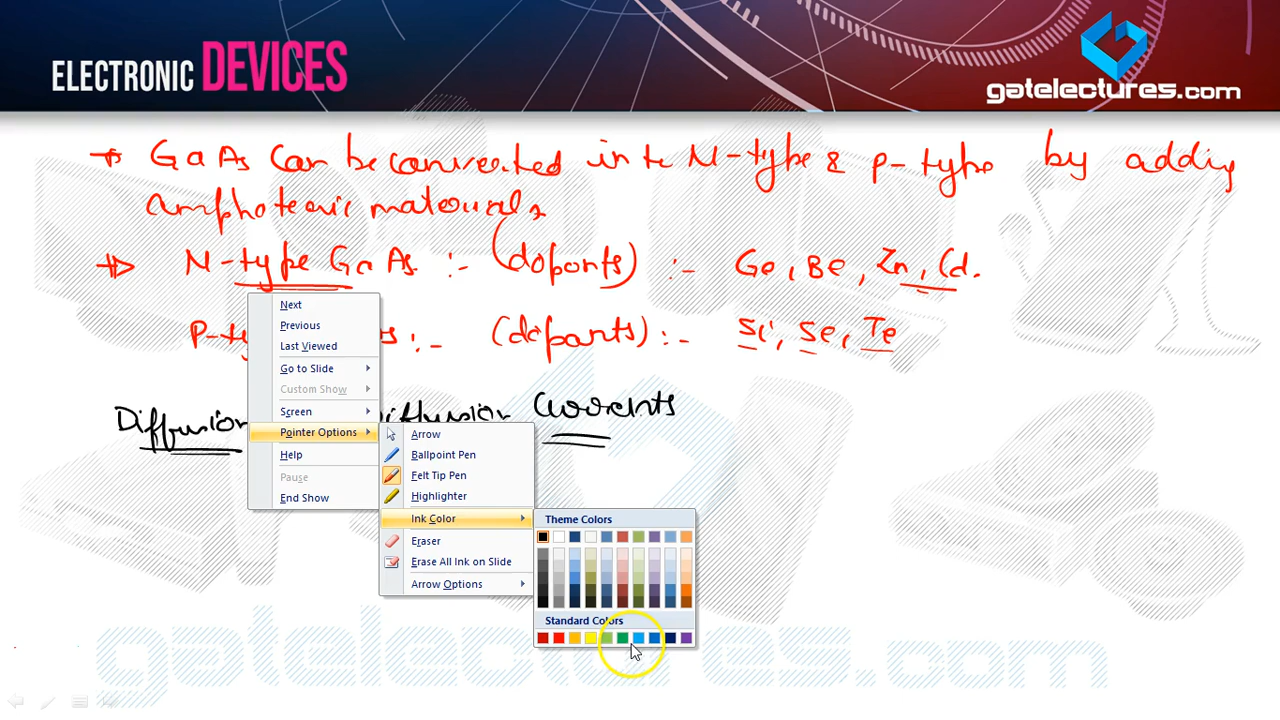 ELECTRONIC DEVICES
gatelectures.com
GaAs can be converted into N-type & P-type by adding
amphoteric materials
N-type GaAs :- (dopants) :- Ge, Be, Zn, Cd.
P-ty s :- (dopants) :- Si, Se, Te
Diffusion Diffusion Currents
Next
Previous
Last Viewed
Go to Slide
Custom Show
Screen
Pointer Options
Help
Pause
End Show
Arrow
Ballpoint Pen
Felt Tip Pen
Highlighter
Ink Color
Eraser
Erase All Ink on Slide
Arrow Options
Theme Colors
Standard Colors
gatelectures.com